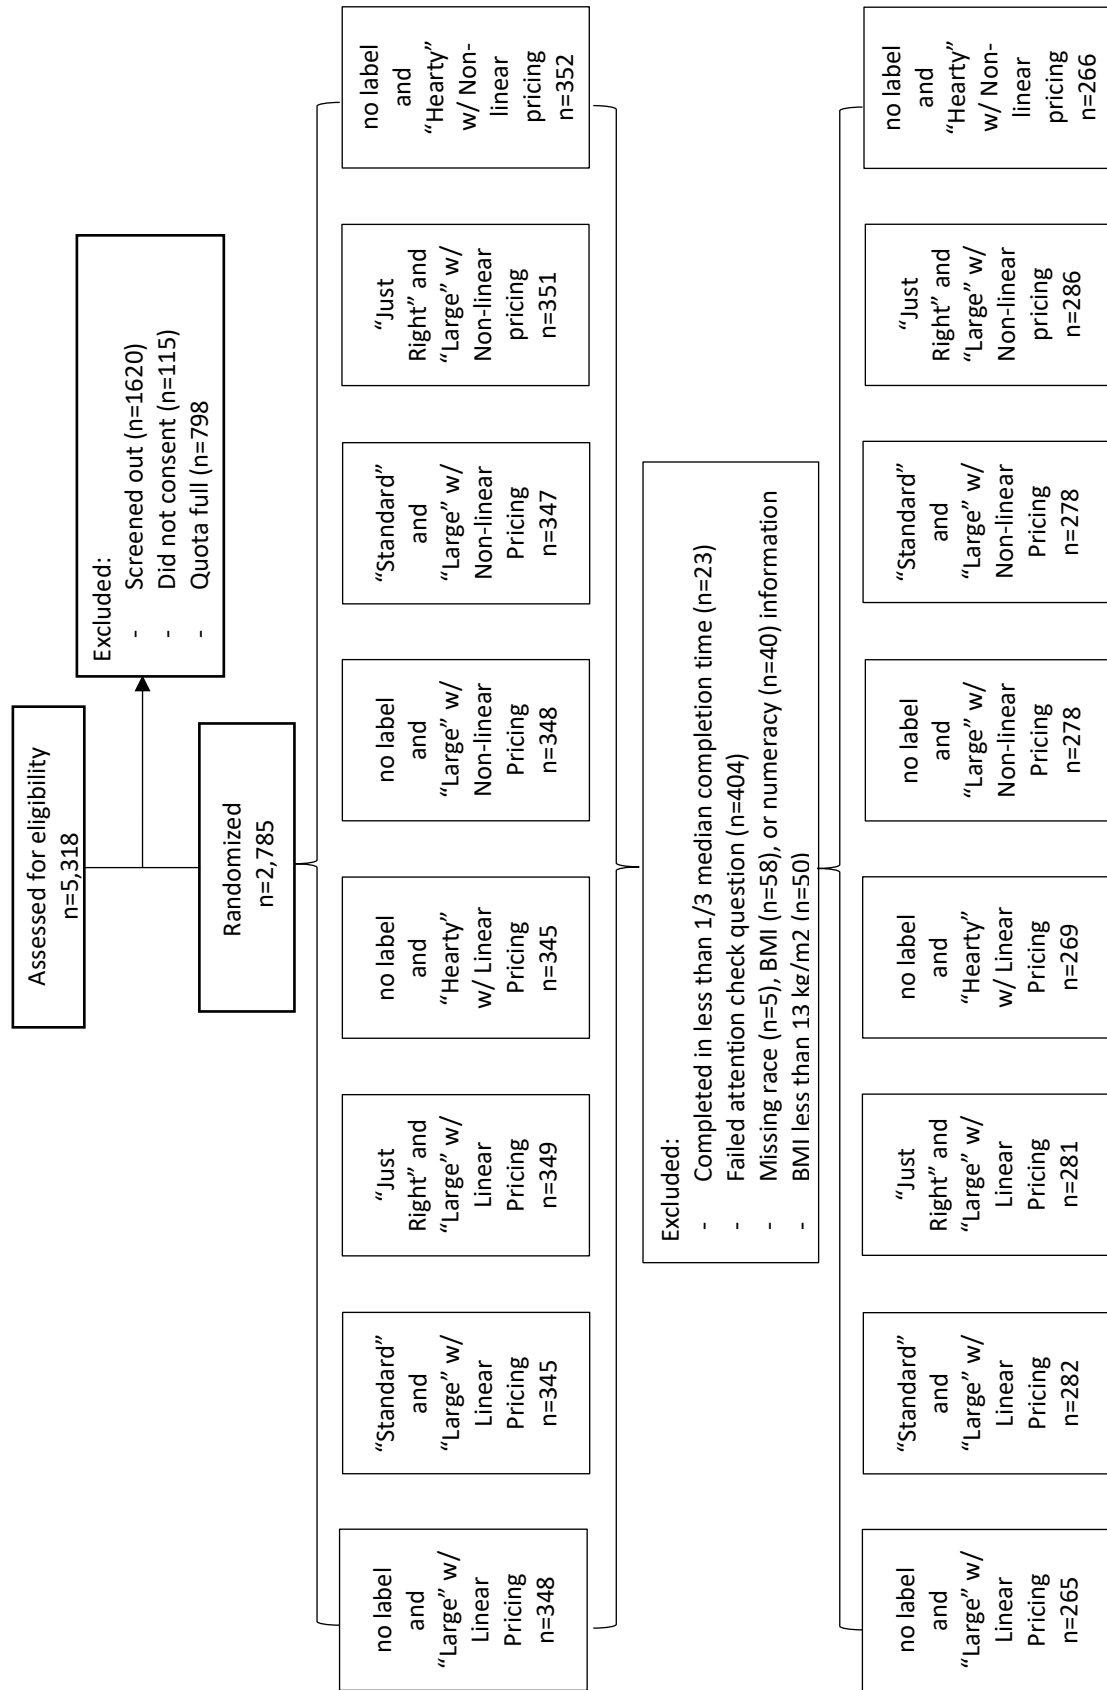 Assessed for eligibility
n=5,318
Excluded:
- Screened out (n=1620)
- Did not consent (n=115)
- Quota full (n=798
Randomized
n=2,785
no label
and
“Large” w/
Linear
Pricing
n=348
“Standard”
and
“Large” w/
Linear
Pricing
n=345
“Just
Right” and
“Large” w/
Linear
Pricing
n=349
no label
and
“Hearty”
w/ Linear
Pricing
n=345
no label
and
“Large” w/
Non-linear
Pricing
n=348
“Standard”
and
“Large” w/
Non-linear
Pricing
n=347
“Just
Right” and
“Large” w/
Non-linear
pricing
n=351
no label
and
“Hearty”
w/ Non-
linear
pricing
n=352
Excluded:
- Completed in less than 1/3 median completion time (n=23)
- Failed attention check question (n=404)
- Missing race (n=5), BMI (n=58), or numeracy (n=40) information
- BMI less than 13 kg/m2 (n=50)
no label
and
“Large” w/
Linear
Pricing
n=265
“Standard”
and
“Large” w/
Linear
Pricing
n=282
“Just
Right” and
“Large” w/
Linear
Pricing
n=281
no label
and
“Hearty”
w/ Linear
Pricing
n=269
no label
and
“Large” w/
Non-linear
Pricing
n=278
“Standard”
and
“Large” w/
Non-linear
Pricing
n=278
“Just
Right” and
“Large” w/
Non-linear
pricing
n=286
no label
and
“Hearty”
w/ Non-
linear
pricing
n=266